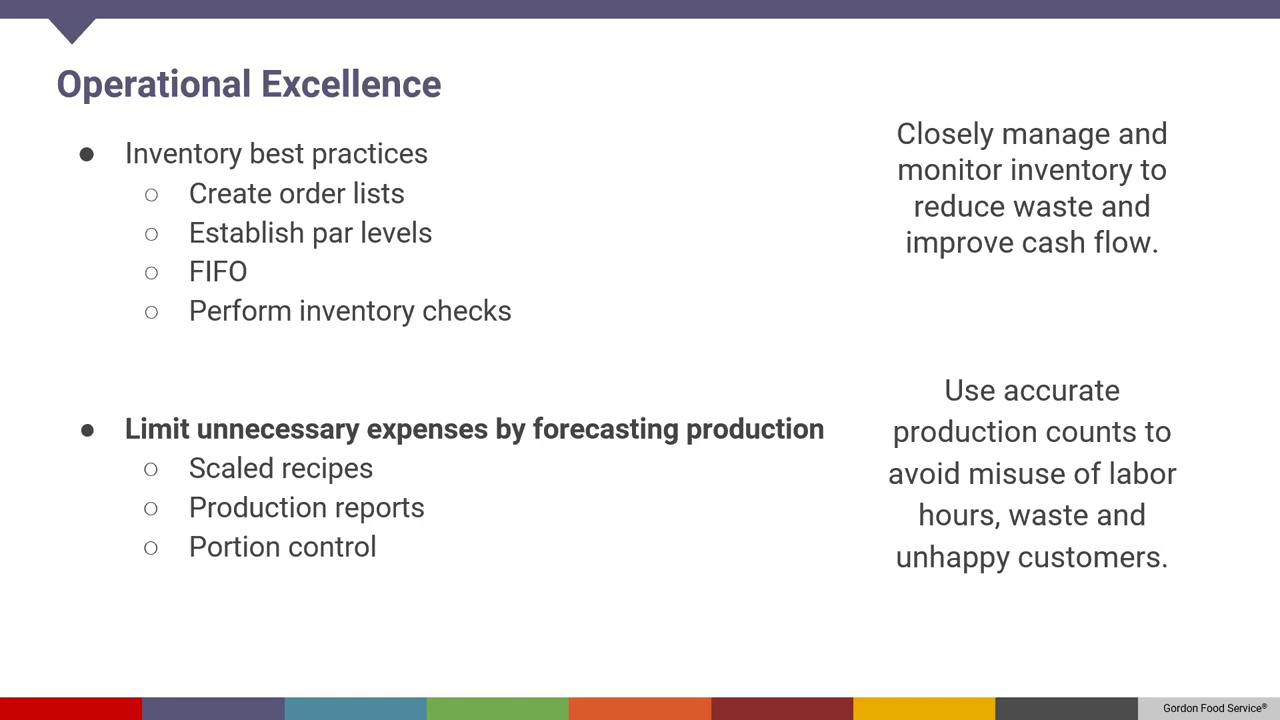 Operational Excellence
● Inventory best practices
○ Create order lists
○ Establish par levels
○ FIFO
○ Perform inventory checks
Closely manage and
monitor inventory to
reduce waste and
improve cash flow.
● Limit unnecessary expenses by forecasting production
○ Scaled recipes
○ Production reports
○ Portion control
Use accurate
production counts to
avoid misuse of labor
hours, waste and
unhappy customers.
Gordon Food Service®